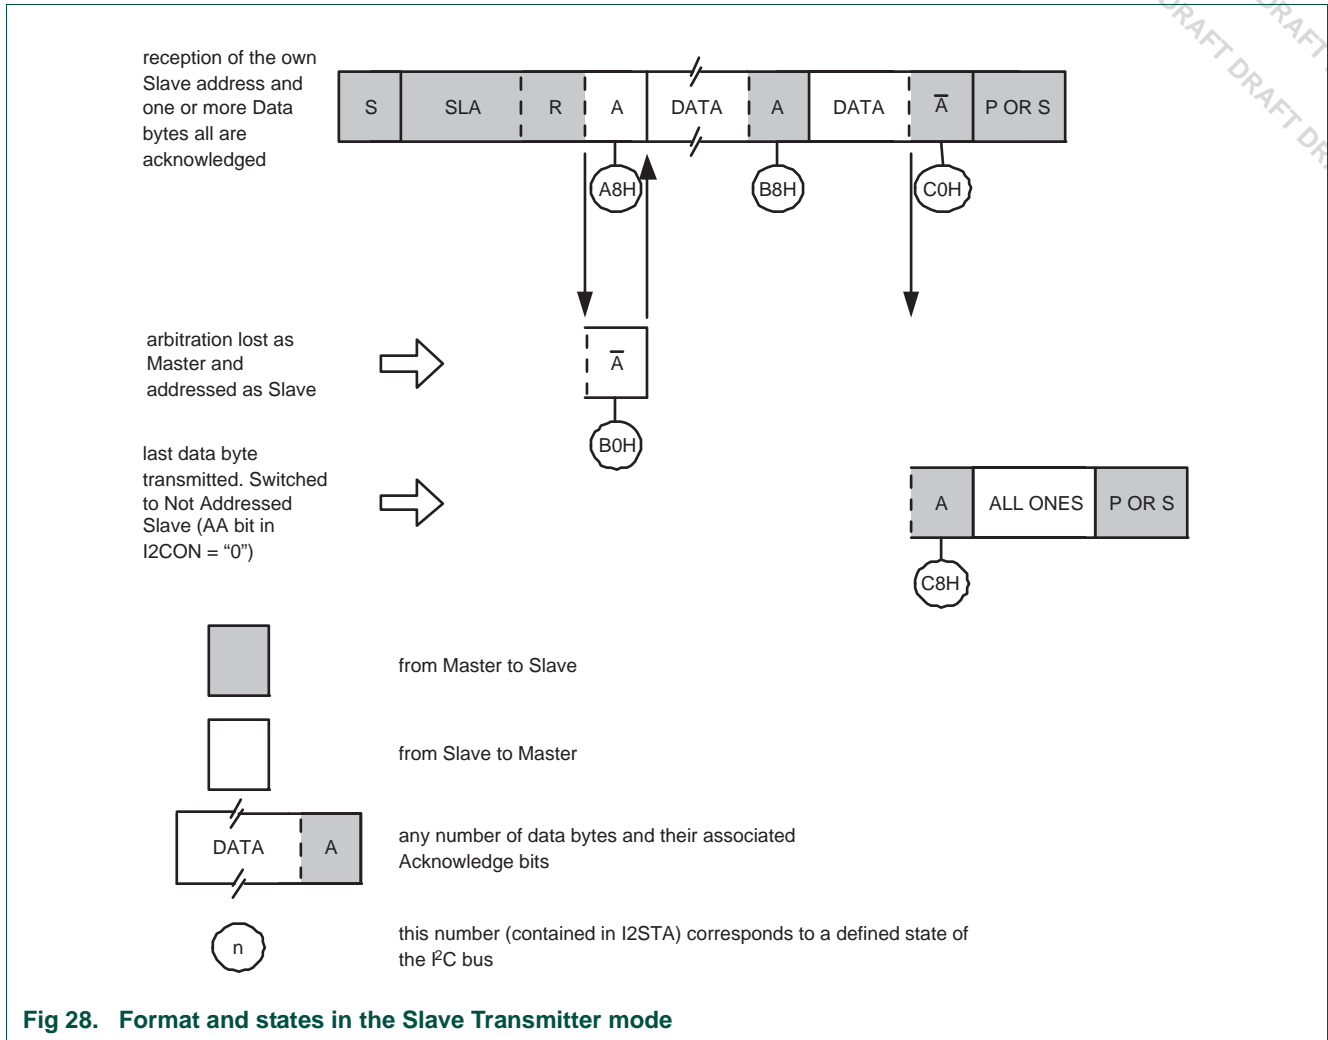 DRAFT
DRAFT DRAFT DRA
reception of the own
Slave address and
one or more Data
bytes all are
acknowledged
S SLA R A DATA A DATA A̅ P OR S
A8H B8H C0H
arbitration lost as
Master and
addressed as Slave
A̅
B0H
last data byte
transmitted. Switched
to Not Addressed
Slave (AA bit in
I2CON = “0”)
A ALL ONES P OR S
C8H
from Master to Slave
from Slave to Master
DATA A
any number of data bytes and their associated
Acknowledge bits
n
this number (contained in I2STA) corresponds to a defined state of
the I²C bus
Fig 28. Format and states in the Slave Transmitter mode